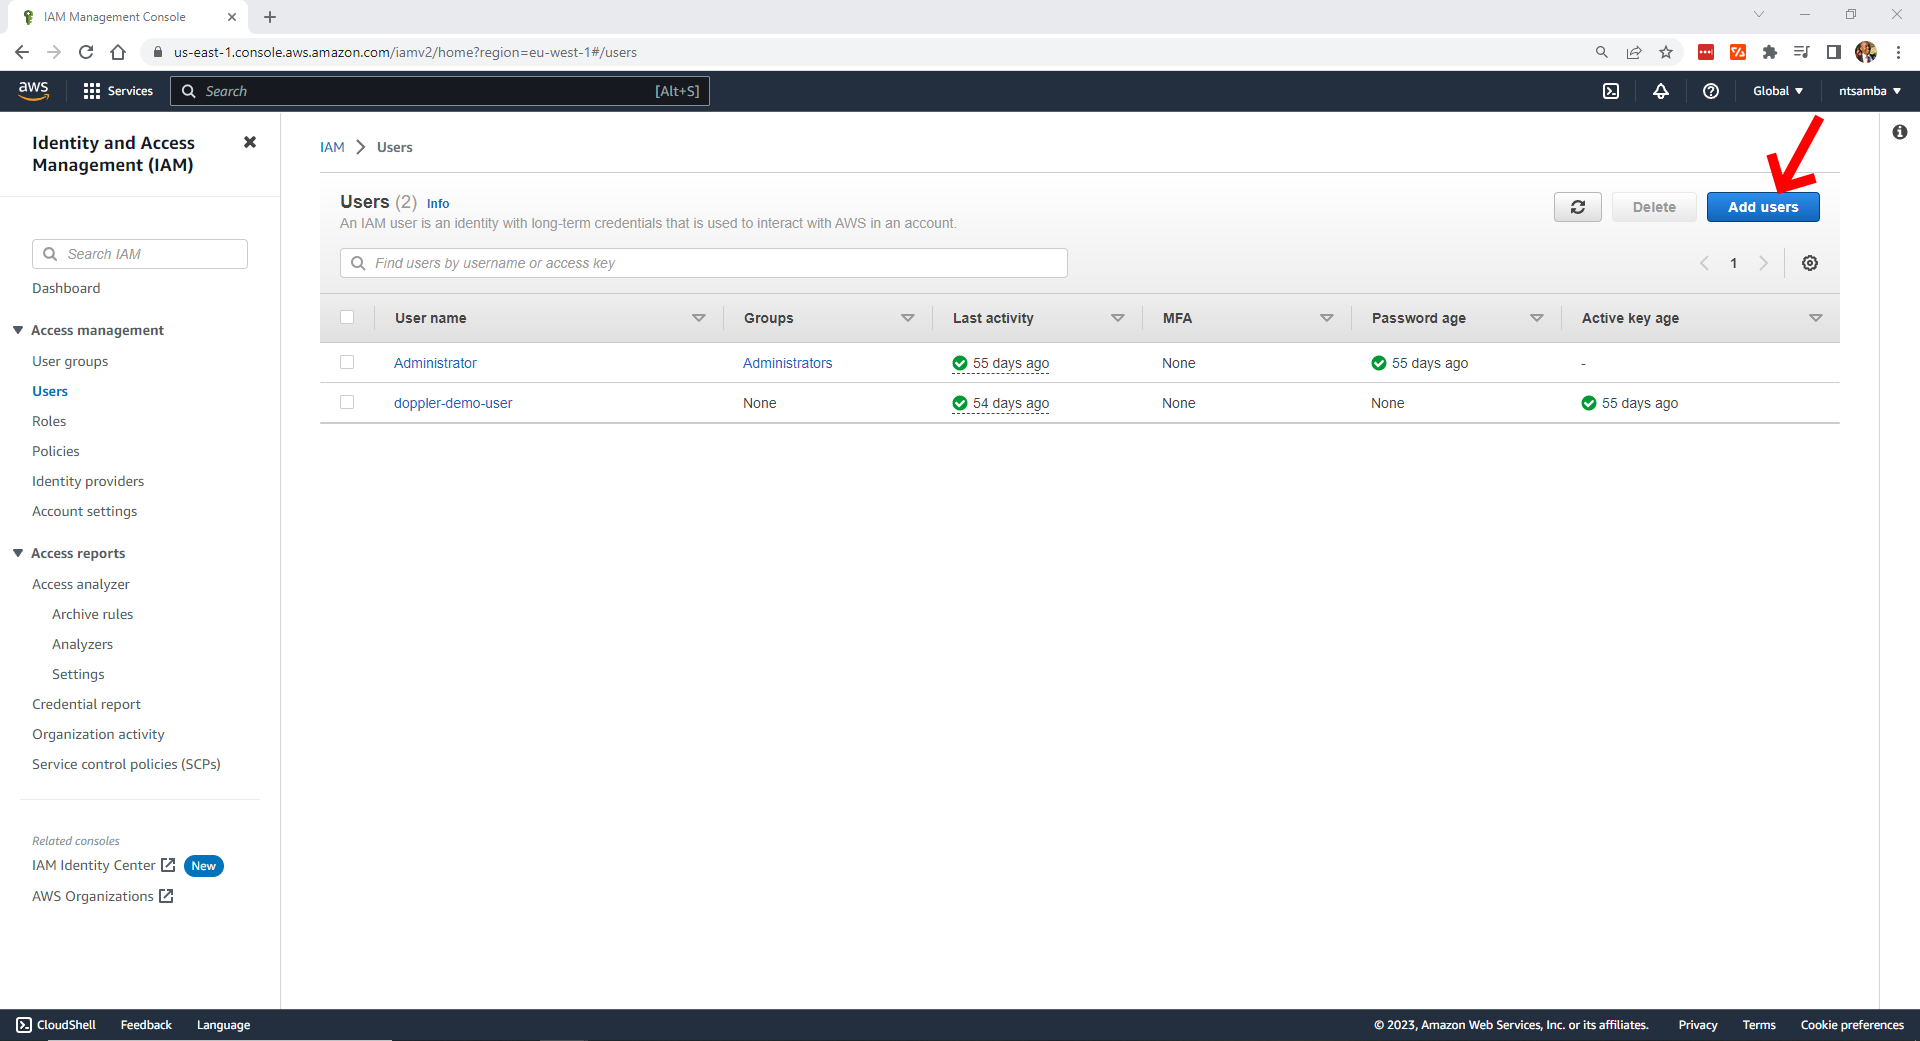 IAM Management Console
us-east-1.console.aws.amazon.com/iamv2/home?region=eu-west-1#/users
aws
Services
Search
[Alt+S]
Global
ntsamba
Identity and Access
Management (IAM)
Search IAM
Dashboard
Access management
User groups
Users
Roles
Policies
Identity providers
Account settings
Access reports
Access analyzer
Archive rules
Analyzers
Settings
Credential report
Organization activity
Service control policies (SCPs)
Related consoles
IAM Identity Center New
AWS Organizations
IAM > Users
Users (2) Info
An IAM user is an identity with long-term credentials that is used to interact with AWS in an account.
Delete
Add users
Find users by username or access key
1
User name Groups Last activity MFA Password age Active key age
Administrator Administrators 55 days ago None 55 days ago -
doppler-demo-user None 54 days ago None None 55 days ago
CloudShell Feedback Language
© 2023, Amazon Web Services, Inc. or its affiliates. Privacy Terms Cookie preferences